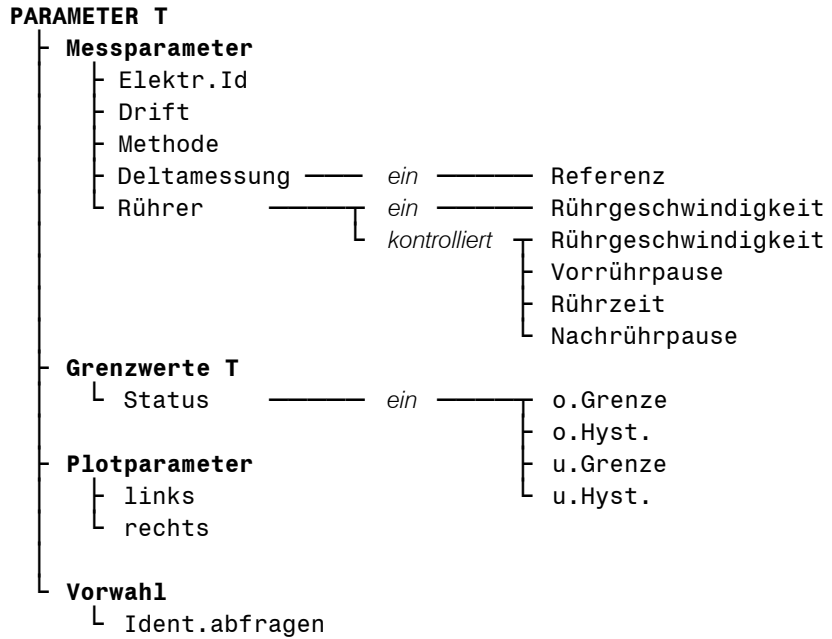 PARAMETER T
Messparameter
Elektr.Id
Drift
Methode
Deltamessung ein Referenz
Rührer ein Rührgeschwindigkeit
kontrolliert Rührgeschwindigkeit
Vorrührpause
Rührzeit
Nachrührpause
Grenzwerte T
Status ein o.Grenze
o.Hyst.
Plotparameter u.Grenze
links u.Hyst.
rechts
Vorwahl
Ident.abfragen